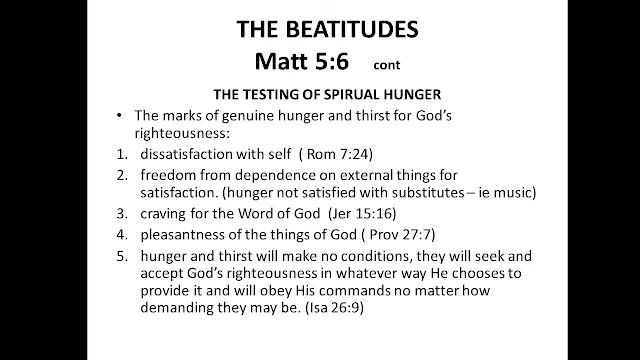 THE BEATITUDES
Matt 5:6 cont
THE TESTING OF SPIRUAL HUNGER
• The marks of genuine hunger and thirst for God's
righteousness:
1. dissatisfaction with self ( Rom 7:24)
2. freedom from dependence on external things for
satisfaction. (hunger not satisfied with substitutes – ie music)
3. craving for the Word of God (Jer 15:16)
4. pleasantness of the things of God ( Prov 27:7)
5. hunger and thirst will make no conditions, they will seek and
accept God's righteousness in whatever way He chooses to
provide it and will obey His commands no matter how
demanding they may be. (Isa 26:9)